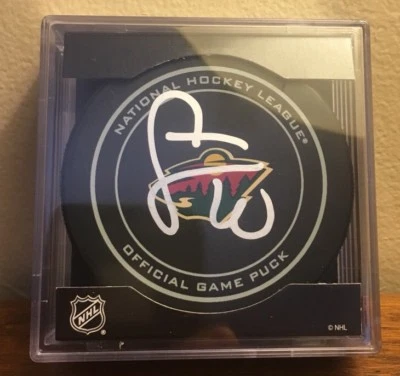 NATIONAL HOCKEY LEAGUE®
OFFICIAL GAME PUCK
NHL
© NHL